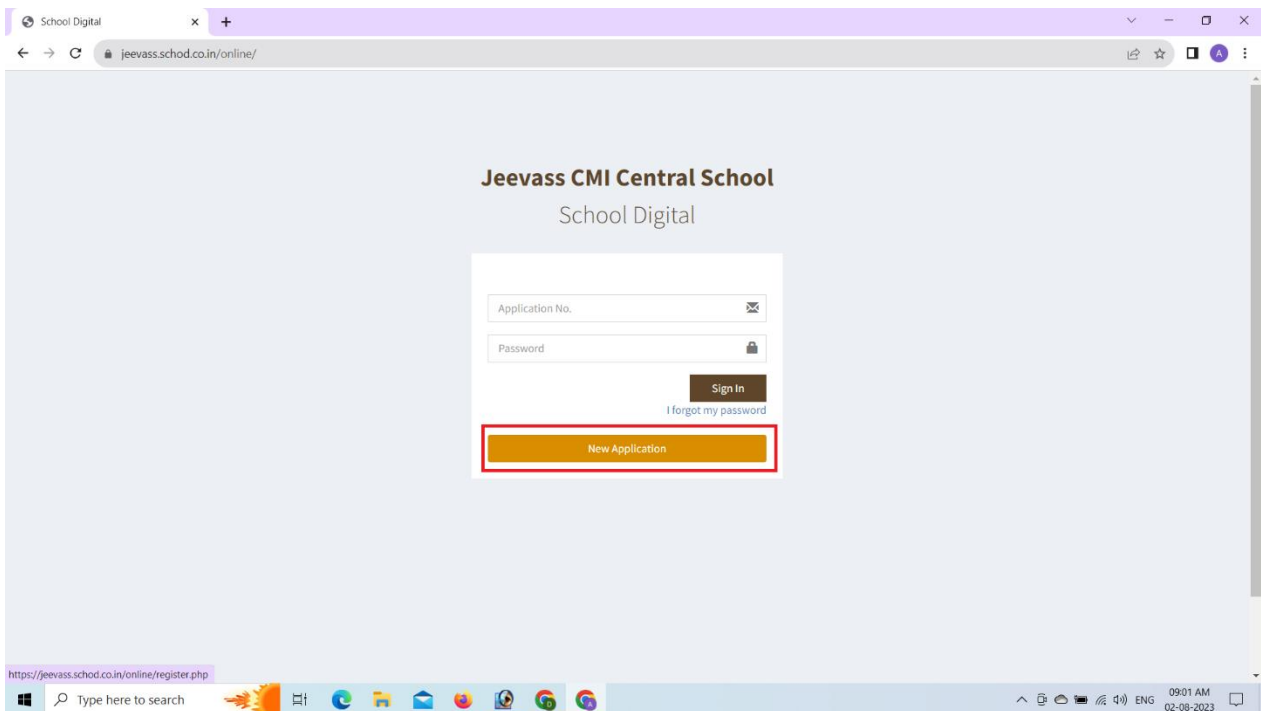 School Digital
jeevass.schod.co.in/online/
A
Jeevass CMI Central School
School Digital
Application No.
Password
Sign In
I forgot my password
New Application
https://jeevass.schod.co.in/online/register.php
Type here to search
ENG
09:01 AM
02-08-2023